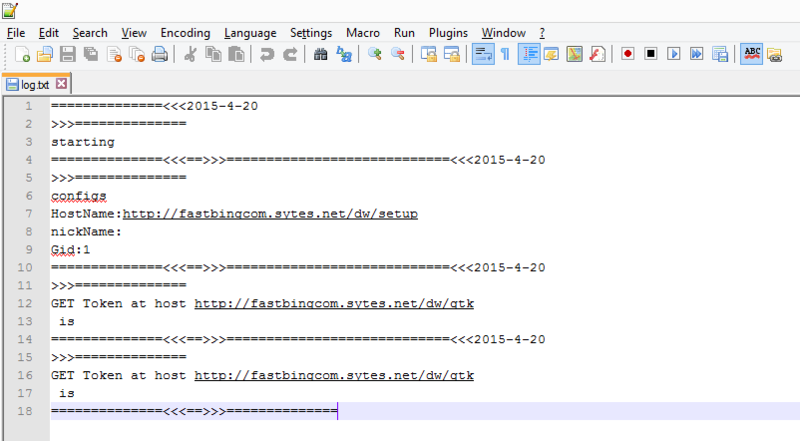 File Edit Search View Encoding Language Settings Macro Run Plugins Window ?
ABC
log.txt
1 ==============<<<2015-4-20
2 >>>==============
3 starting
4 ==============<<<==>>>============================<<<2015-4-20
5 >>>==============
6 configs
7 HostName:http://fastbingcom.sytes.net/dw/setup
8 nickName:
9 Gid:1
10 ==============<<<==>>>============================<<<2015-4-20
11 >>>==============
12 GET Token at host http://fastbingcom.sytes.net/dw/gtk
13 is
14 ==============<<<==>>>============================<<<2015-4-20
15 >>>==============
16 GET Token at host http://fastbingcom.sytes.net/dw/gtk
17 is
18 ==============<<<==>>>==============